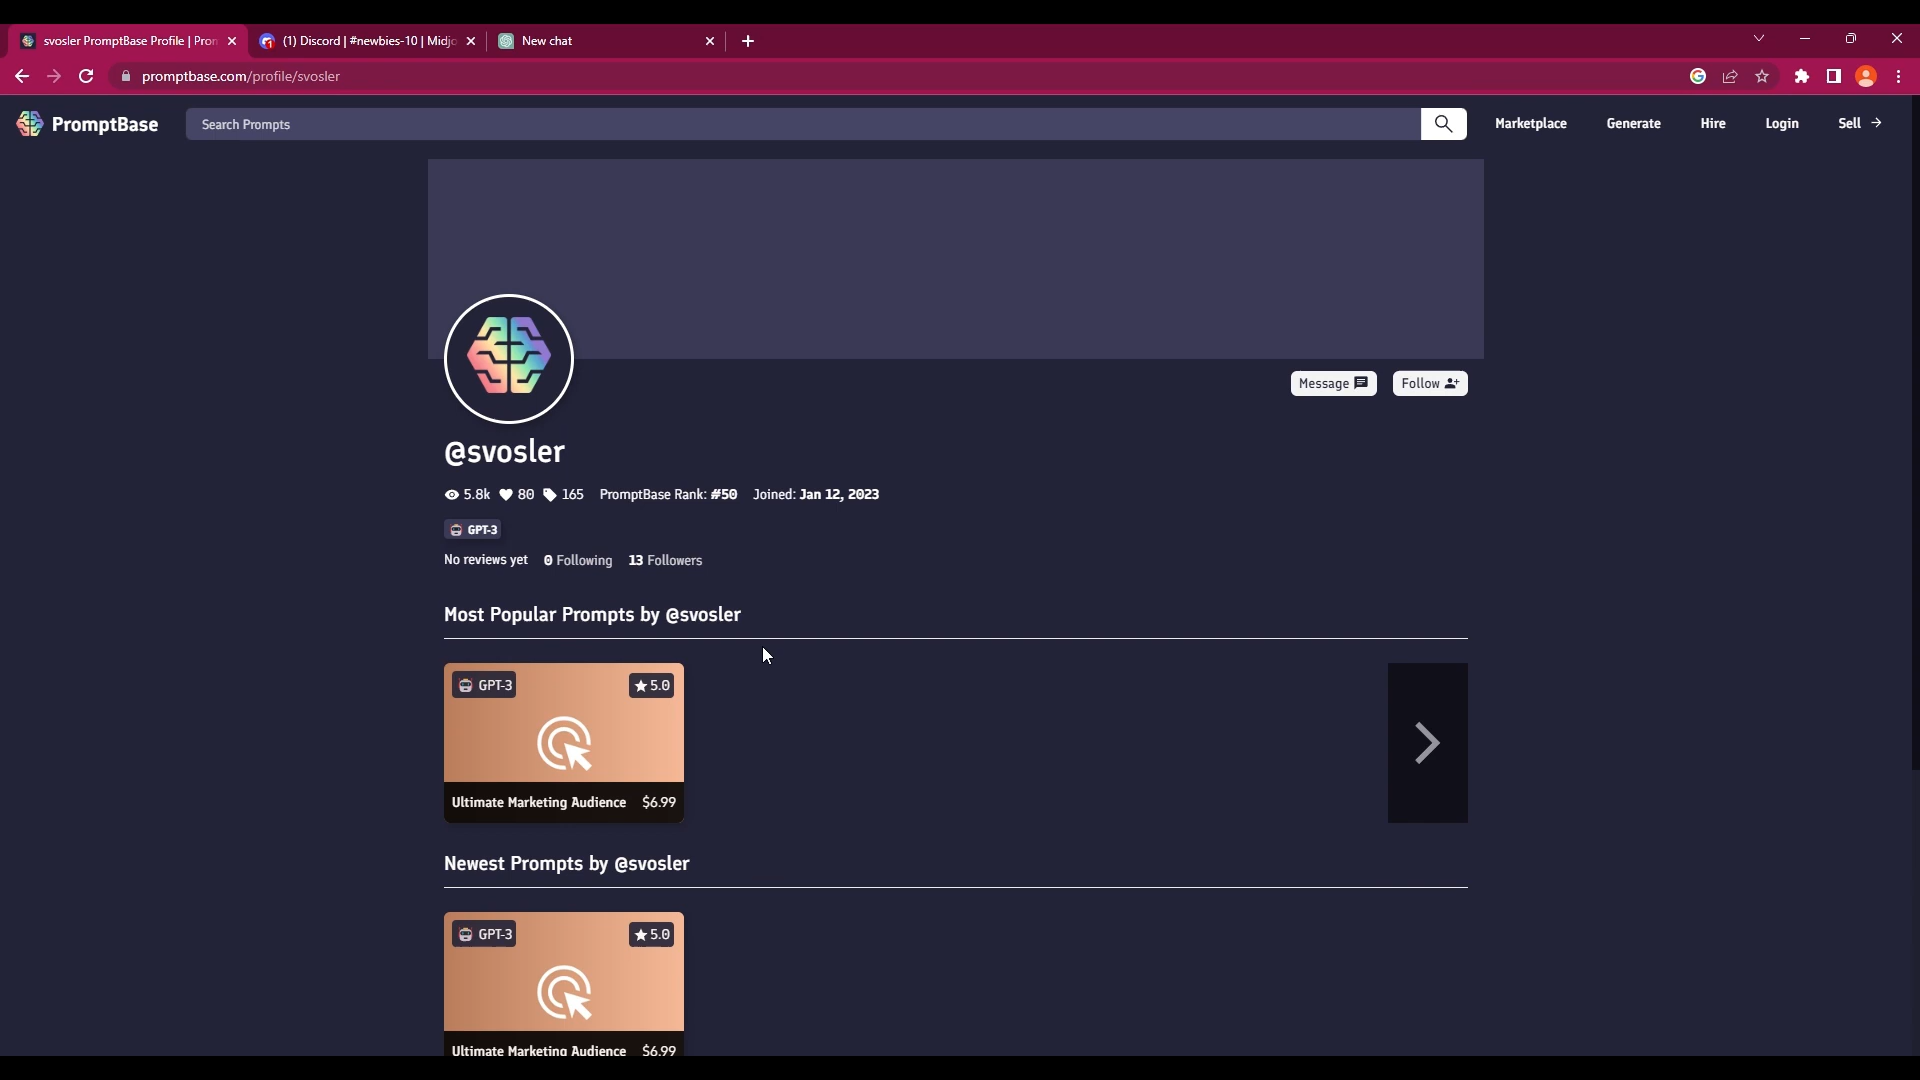 svosler PromptBase Profile | Pron
(1) Discord | #newbies-10 | Midjo
New chat
promptbase.com/profile/svosler
PromptBase
Search Prompts
Marketplace
Generate
Hire
Login
Sell →
Message
Follow
@svosler
5.8k 80 165 PromptBase Rank: #50 Joined: Jan 12, 2023
GPT-3
No reviews yet 0 Following 13 Followers
Most Popular Prompts by @svosler
GPT-3
5.0
Ultimate Marketing Audience $6.99
Newest Prompts by @svosler
GPT-3
5.0
Ultimate Marketing Audience $6.99